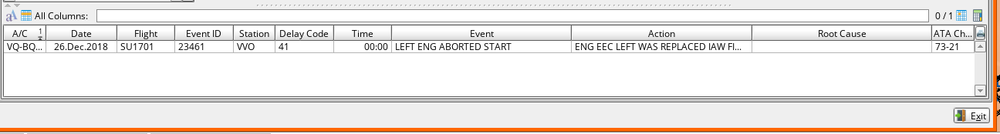 All Columns: 0 / 1
A/C 1 Date Flight Event ID Station Delay Code Time Event Action Root Cause ATA Ch...
VQ-BQ... 26.Dec.2018 SU1701 23461 VVO 41 00:00 LEFT ENG ABORTED START ENG EEC LEFT WAS REPLACED IAW FI... 73-21
Exit